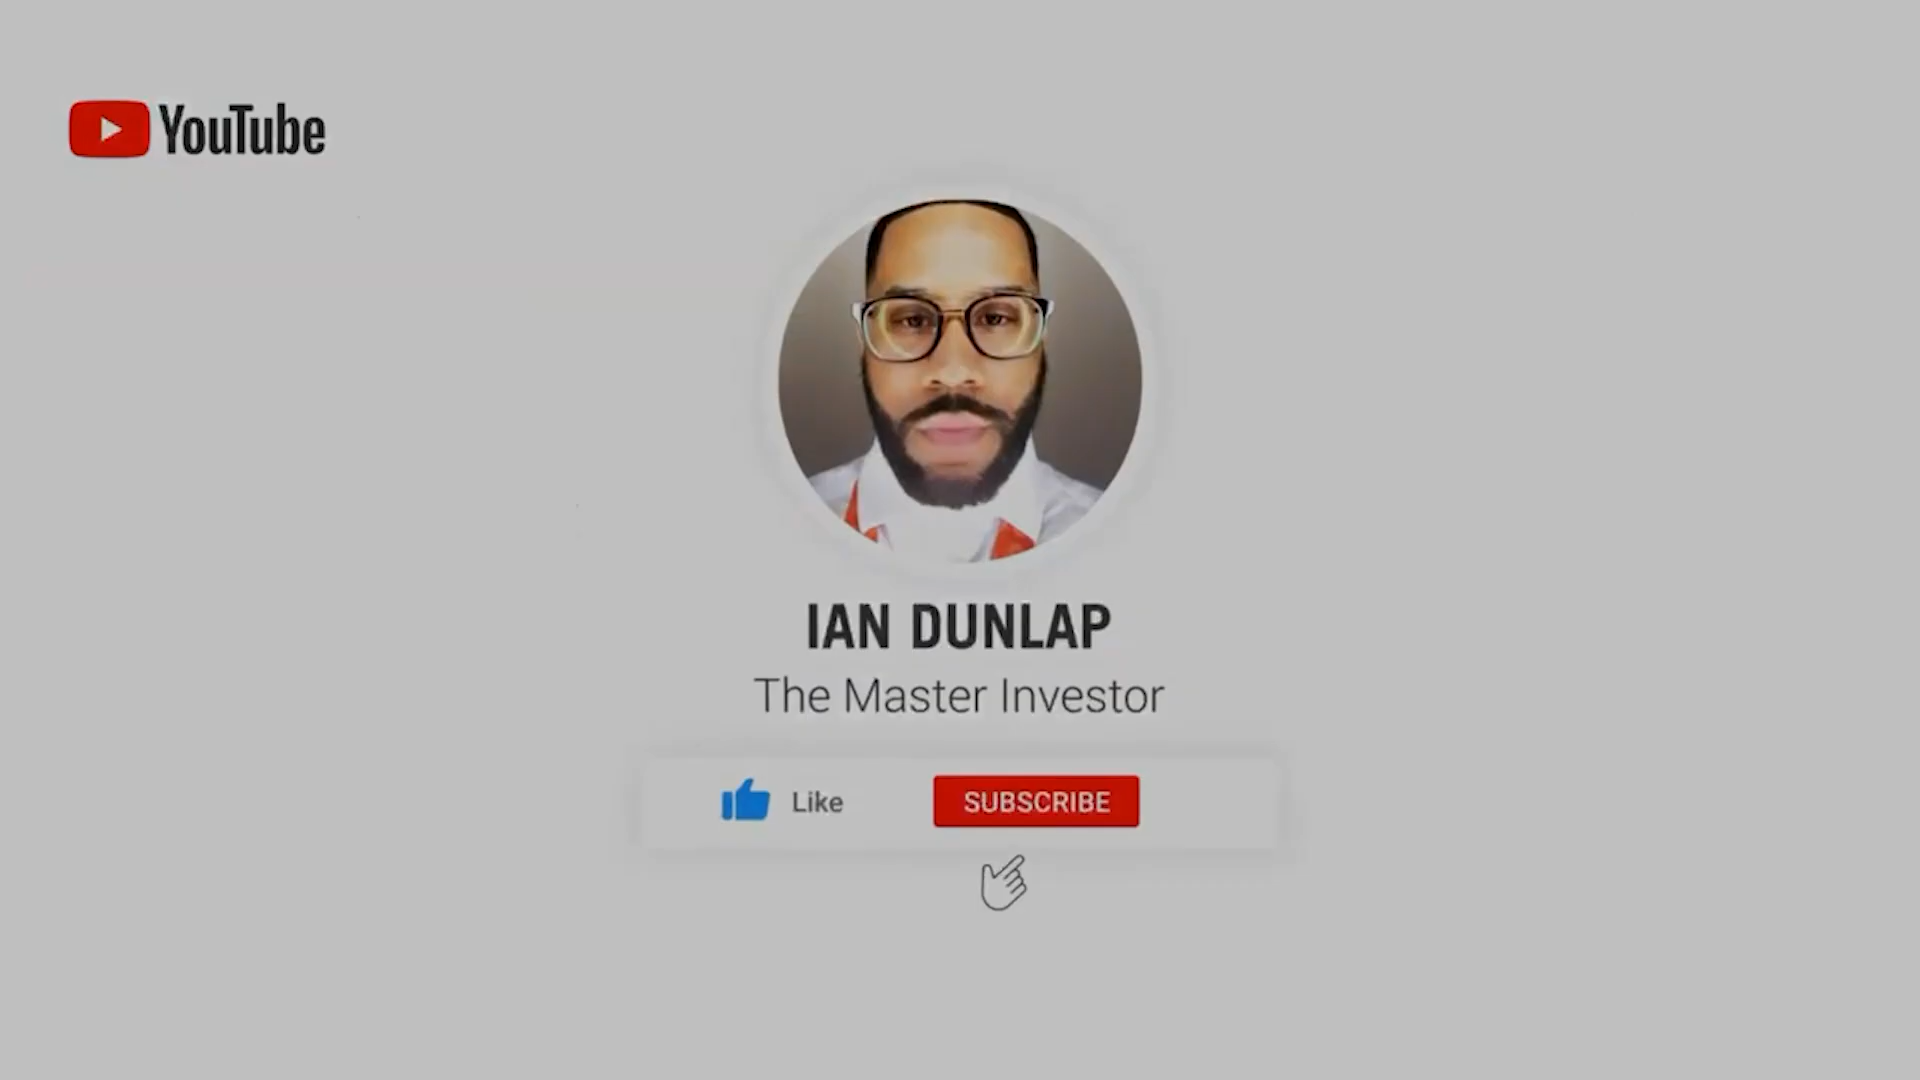 YouTube
IAN DUNLAP
The Master Investor
Like
SUBSCRIBE